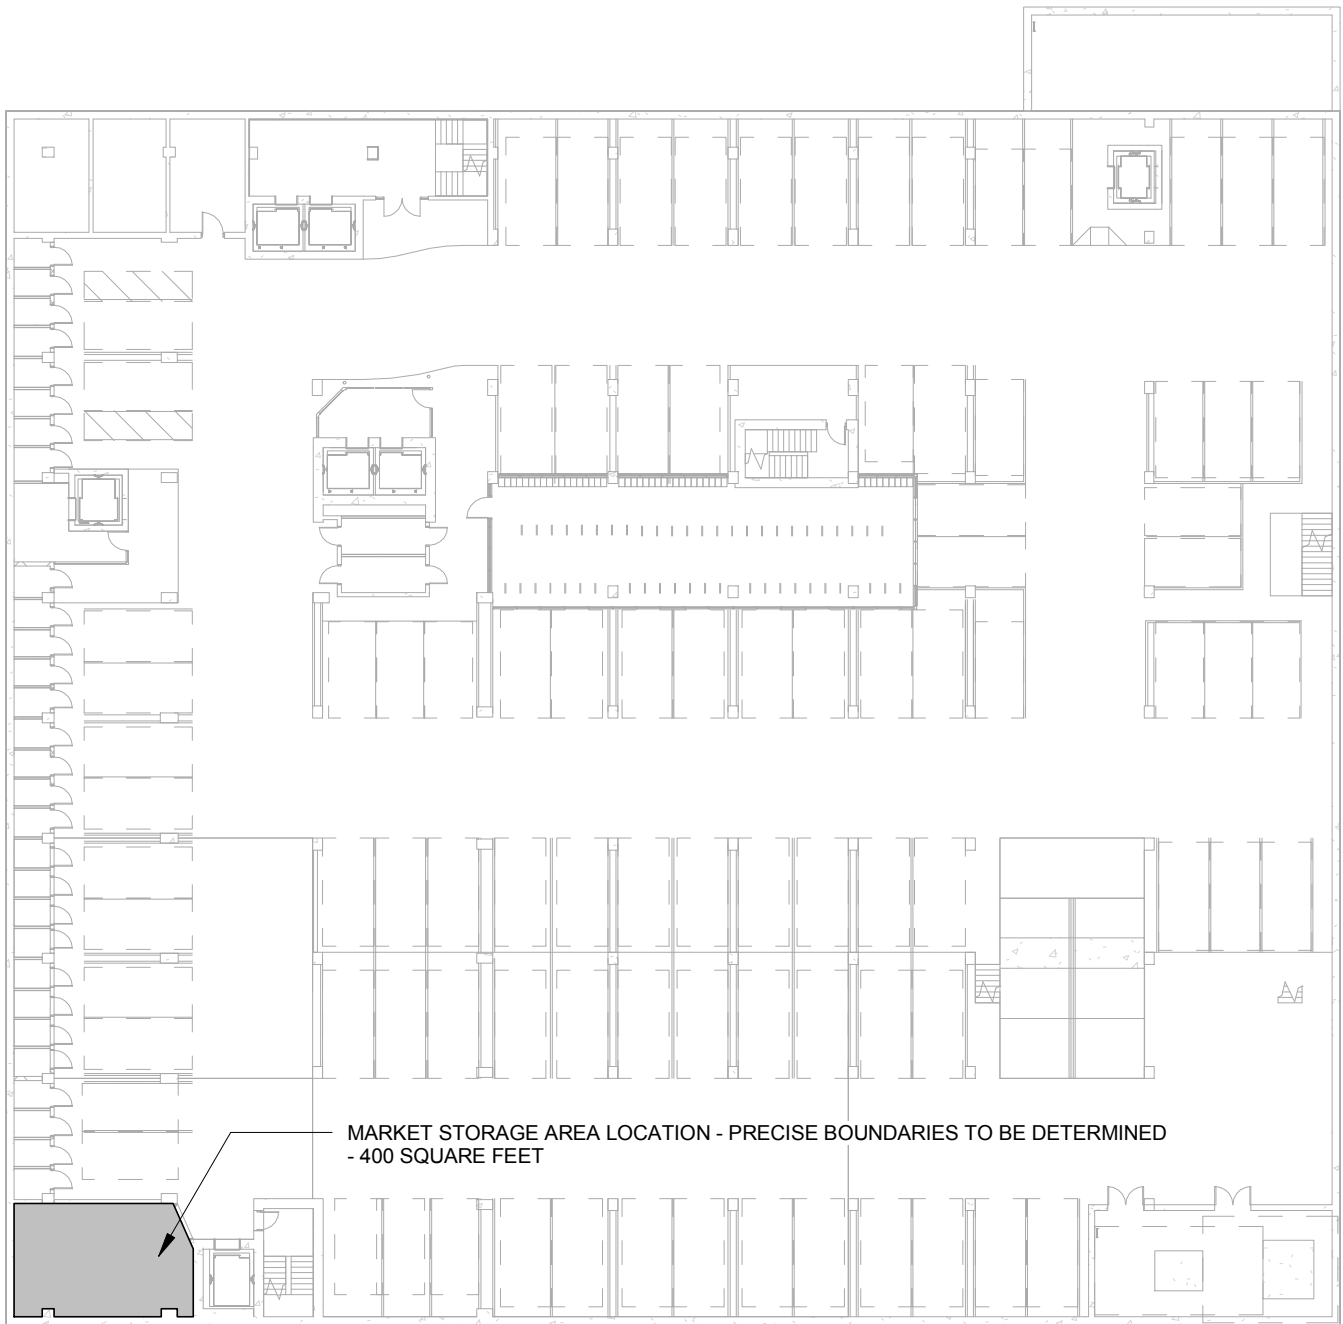 MARKET STORAGE AREA LOCATION - PRECISE BOUNDARIES TO BE DETERMINED
- 400 SQUARE FEET